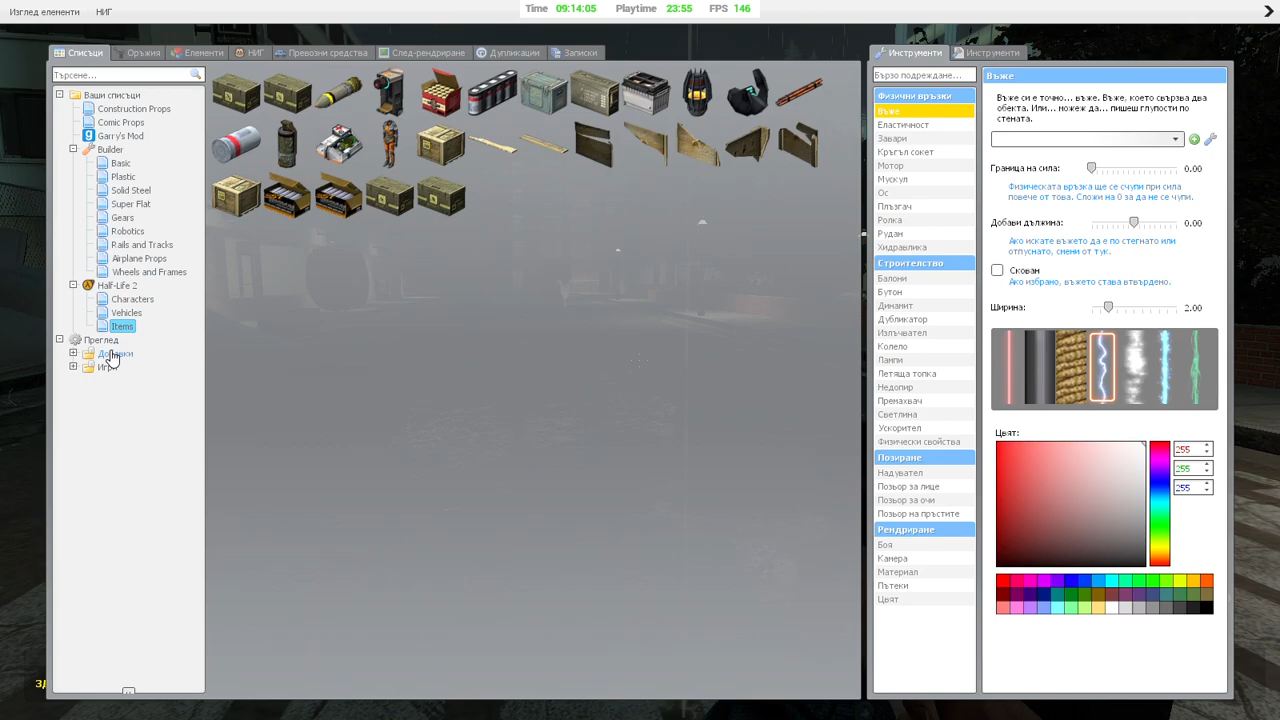 Изглед елементи НИГ
Time 09:14:05 Playtime 23:55 FPS 146
Списъци Оръжия Елементи НИГ Превозни средства След-рендиране Дупликации Записки
Търсене...
Ваши списъци
Construction Props
Comic Props
Garry's Mod
Builder
Basic
Plastic
Solid Steel
Super Flat
Gears
Robotics
Rails and Tracks
Airplane Props
Wheels and Frames
Half-Life 2
Characters
Vehicles
Items
Преглед
Инструменти Инструменти
Бързо подреждане...
Физични връзки
Въже
Еластичност
Завари
Кръгъл сокет
Мотор
Мускул
Ос
Плъзгач
Ролка
Рудан
Хидравлика
Строителство
Балони
Бутон
Динамит
Дубликатор
Излъчвател
Колело
Лампи
Летяща топка
Недопир
Премахвач
Светлина
Ускорител
Физически свойства
Позиране
Надувател
Позьор за лице
Позьор за очи
Позьор на пръстите
Рендриране
Боя
Камера
Материал
Пътеки
Цвят
Въже
Въже си е точно... въже. Въже, което свързва два
обекта. Или... ножеш да... пишеш глупости по
стената.
Граница на сила: 0.00
Физическата връзка ще се счупи при сила
повече от това. Сложи на 0 за да не се чупи.
Добави дължина: 0.00
Ако искате въжето да е по стегнато или
отпуснато, смени от тук.
Скован
Ако избрано, въжето става втвърдено.
Ширина: 2.00
Цвят:
255
255
255